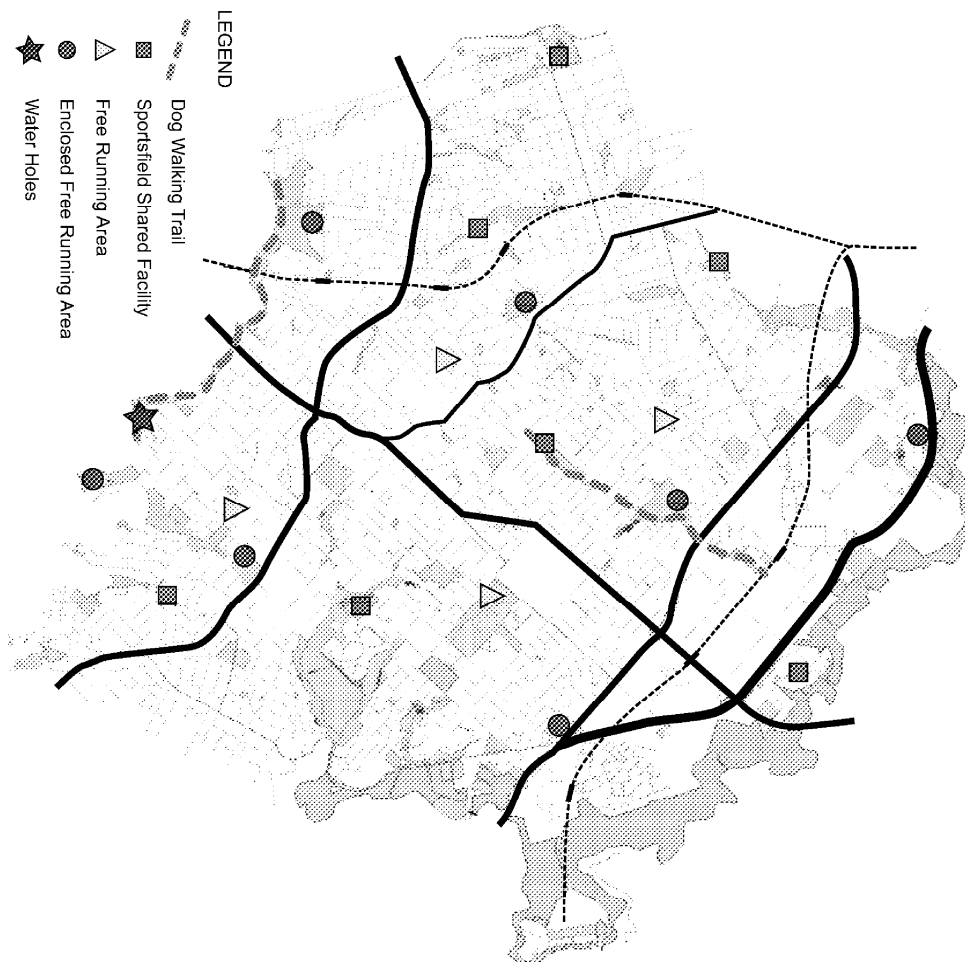 LEGEND
Dog Walking Trail
Sportsfield Shared Facility
Free Running Area
Enclosed Free Running Area
Water Holes